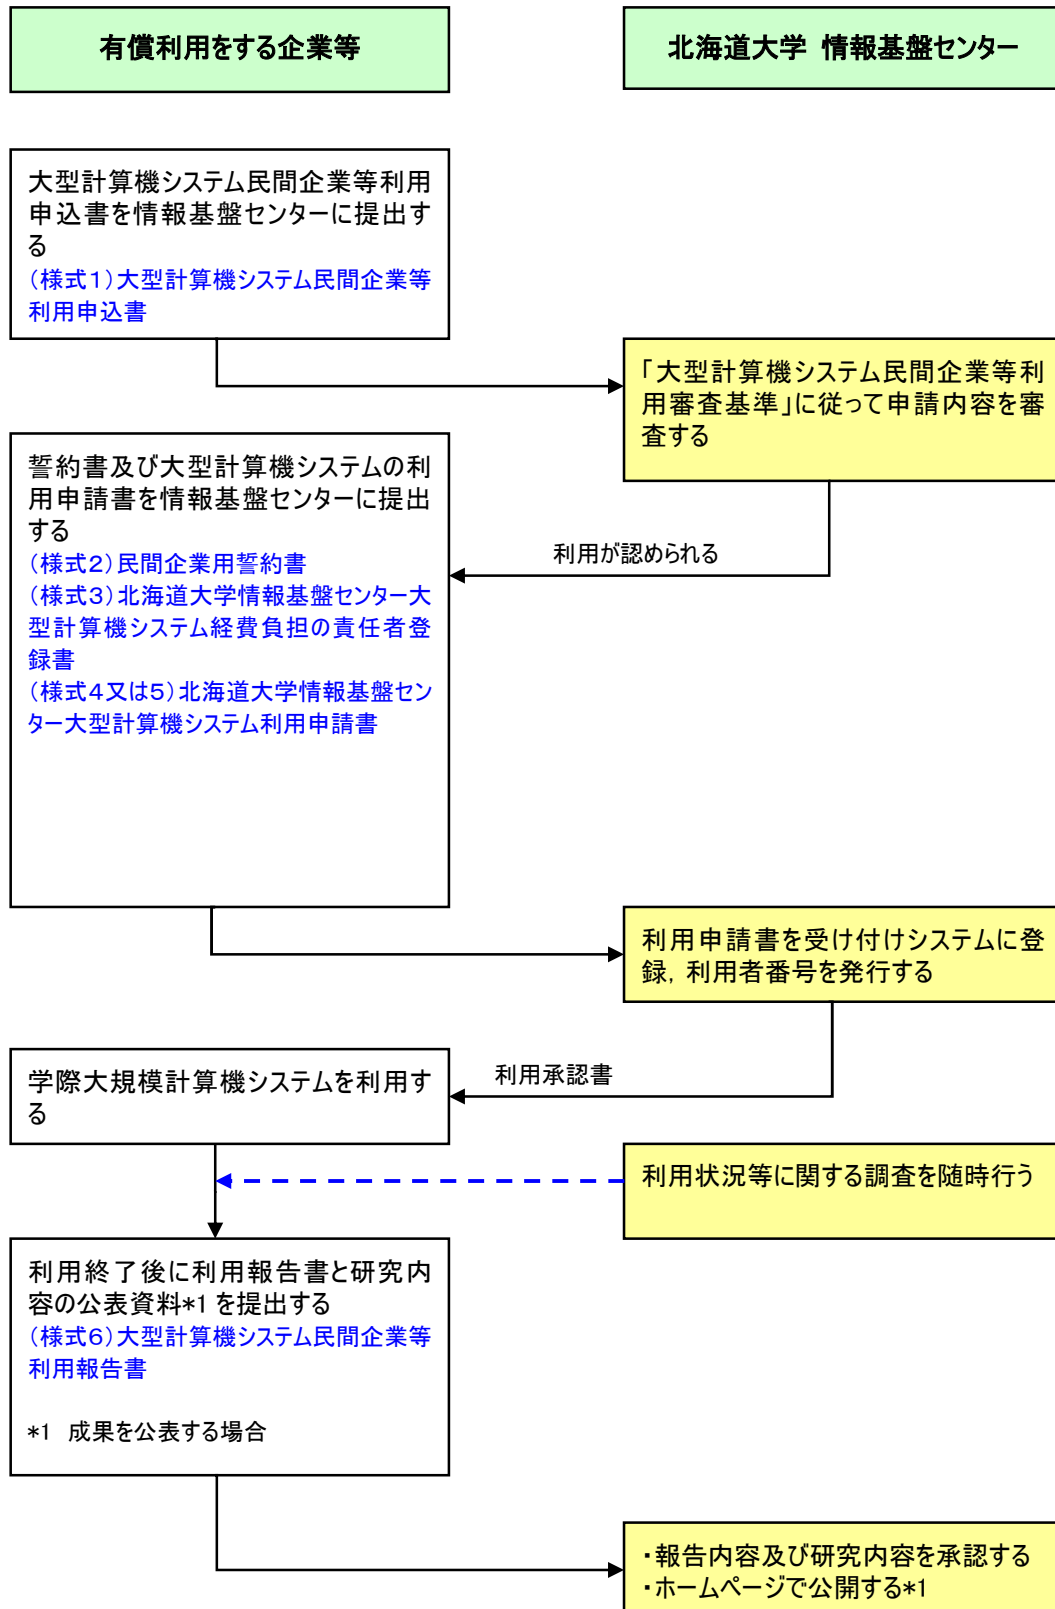 有償利用をする企業等
北海道大学 情報基盤センター
大型計算機システム民間企業等利用
申込書を情報基盤センターに提出す
る
（様式１）大型計算機システム民間企業等
利用申込書
「大型計算機システム民間企業等利
用審査基準」に従って申請内容を審
査する
誓約書及び大型計算機システムの利
用申請書を情報基盤センターに提出
する
（様式２）民間企業用誓約書
（様式３）北海道大学情報基盤センター大
型計算機システム経費負担の責任者登
録書
（様式４又は５）北海道大学情報基盤セン
ター大型計算機システム利用申請書
利用が認められる
利用申請書を受け付けシステムに登
録，利用者番号を発行する
学際大規模計算機システムを利用す
る
利用承認書
利用状況等に関する調査を随時行う
利用終了後に利用報告書と研究内
容の公表資料*1 を提出する
（様式６）大型計算機システム民間企業等
利用報告書
*1 成果を公表する場合
・報告内容及び研究内容を承認する
・ホームページで公開する*1